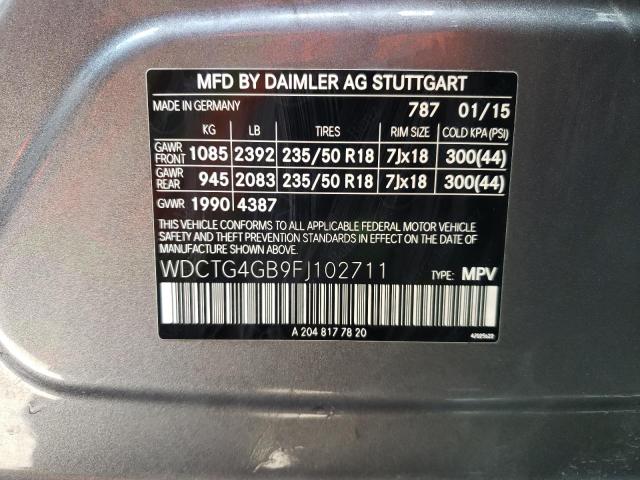 MFD BY DAIMLER AG STUTTGART
MADE IN GERMANY 787 01/15
KG LB TIRES RIM SIZE COLD KPA (PSI)
GAWR FRONT 1085 2392 235/50 R18 7Jx18 300(44)
GAWR REAR 945 2083 235/50 R18 7Jx18 300(44)
GVWR 1990 4387
THIS VEHICLE CONFORMS TO ALL APPLICABLE FEDERAL MOTOR VEHICLE
SAFETY AND THEFT PREVENTION STANDARDS IN EFFECT ON THE DATE OF
MANUFACTURE SHOWN ABOVE.
WDCTG4GB9FJ102711 TYPE: MPV
A 204 817 78 20